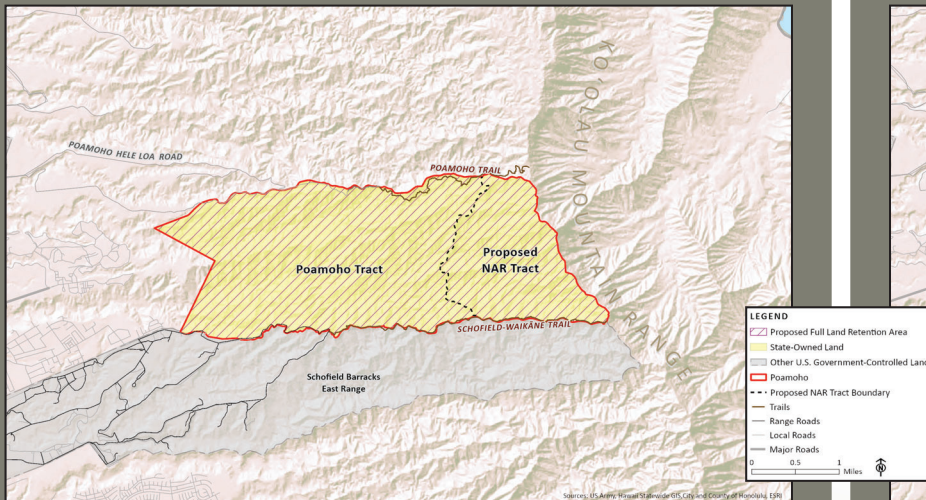 KO'OLAU MOUNTAIN RANGE
POAMOHO HELE LOA ROAD
POAMOHO TRAIL
Poamoho Tract
Proposed
NAR Tract
SCHOFIELD-WAIKĀNE TRAIL
Schofield Barracks
East Range
LEGEND
Proposed Full Land Retention Area
State-Owned Land
Other U.S. Government-Controlled Land
Poamoho
Proposed NAR Tract Boundary
Trails
Range Roads
Local Roads
Major Roads
0 0.5 1
Miles
N
Sources: US Army, Hawaii Statewide GIS, City and County of Honolulu, ESRI